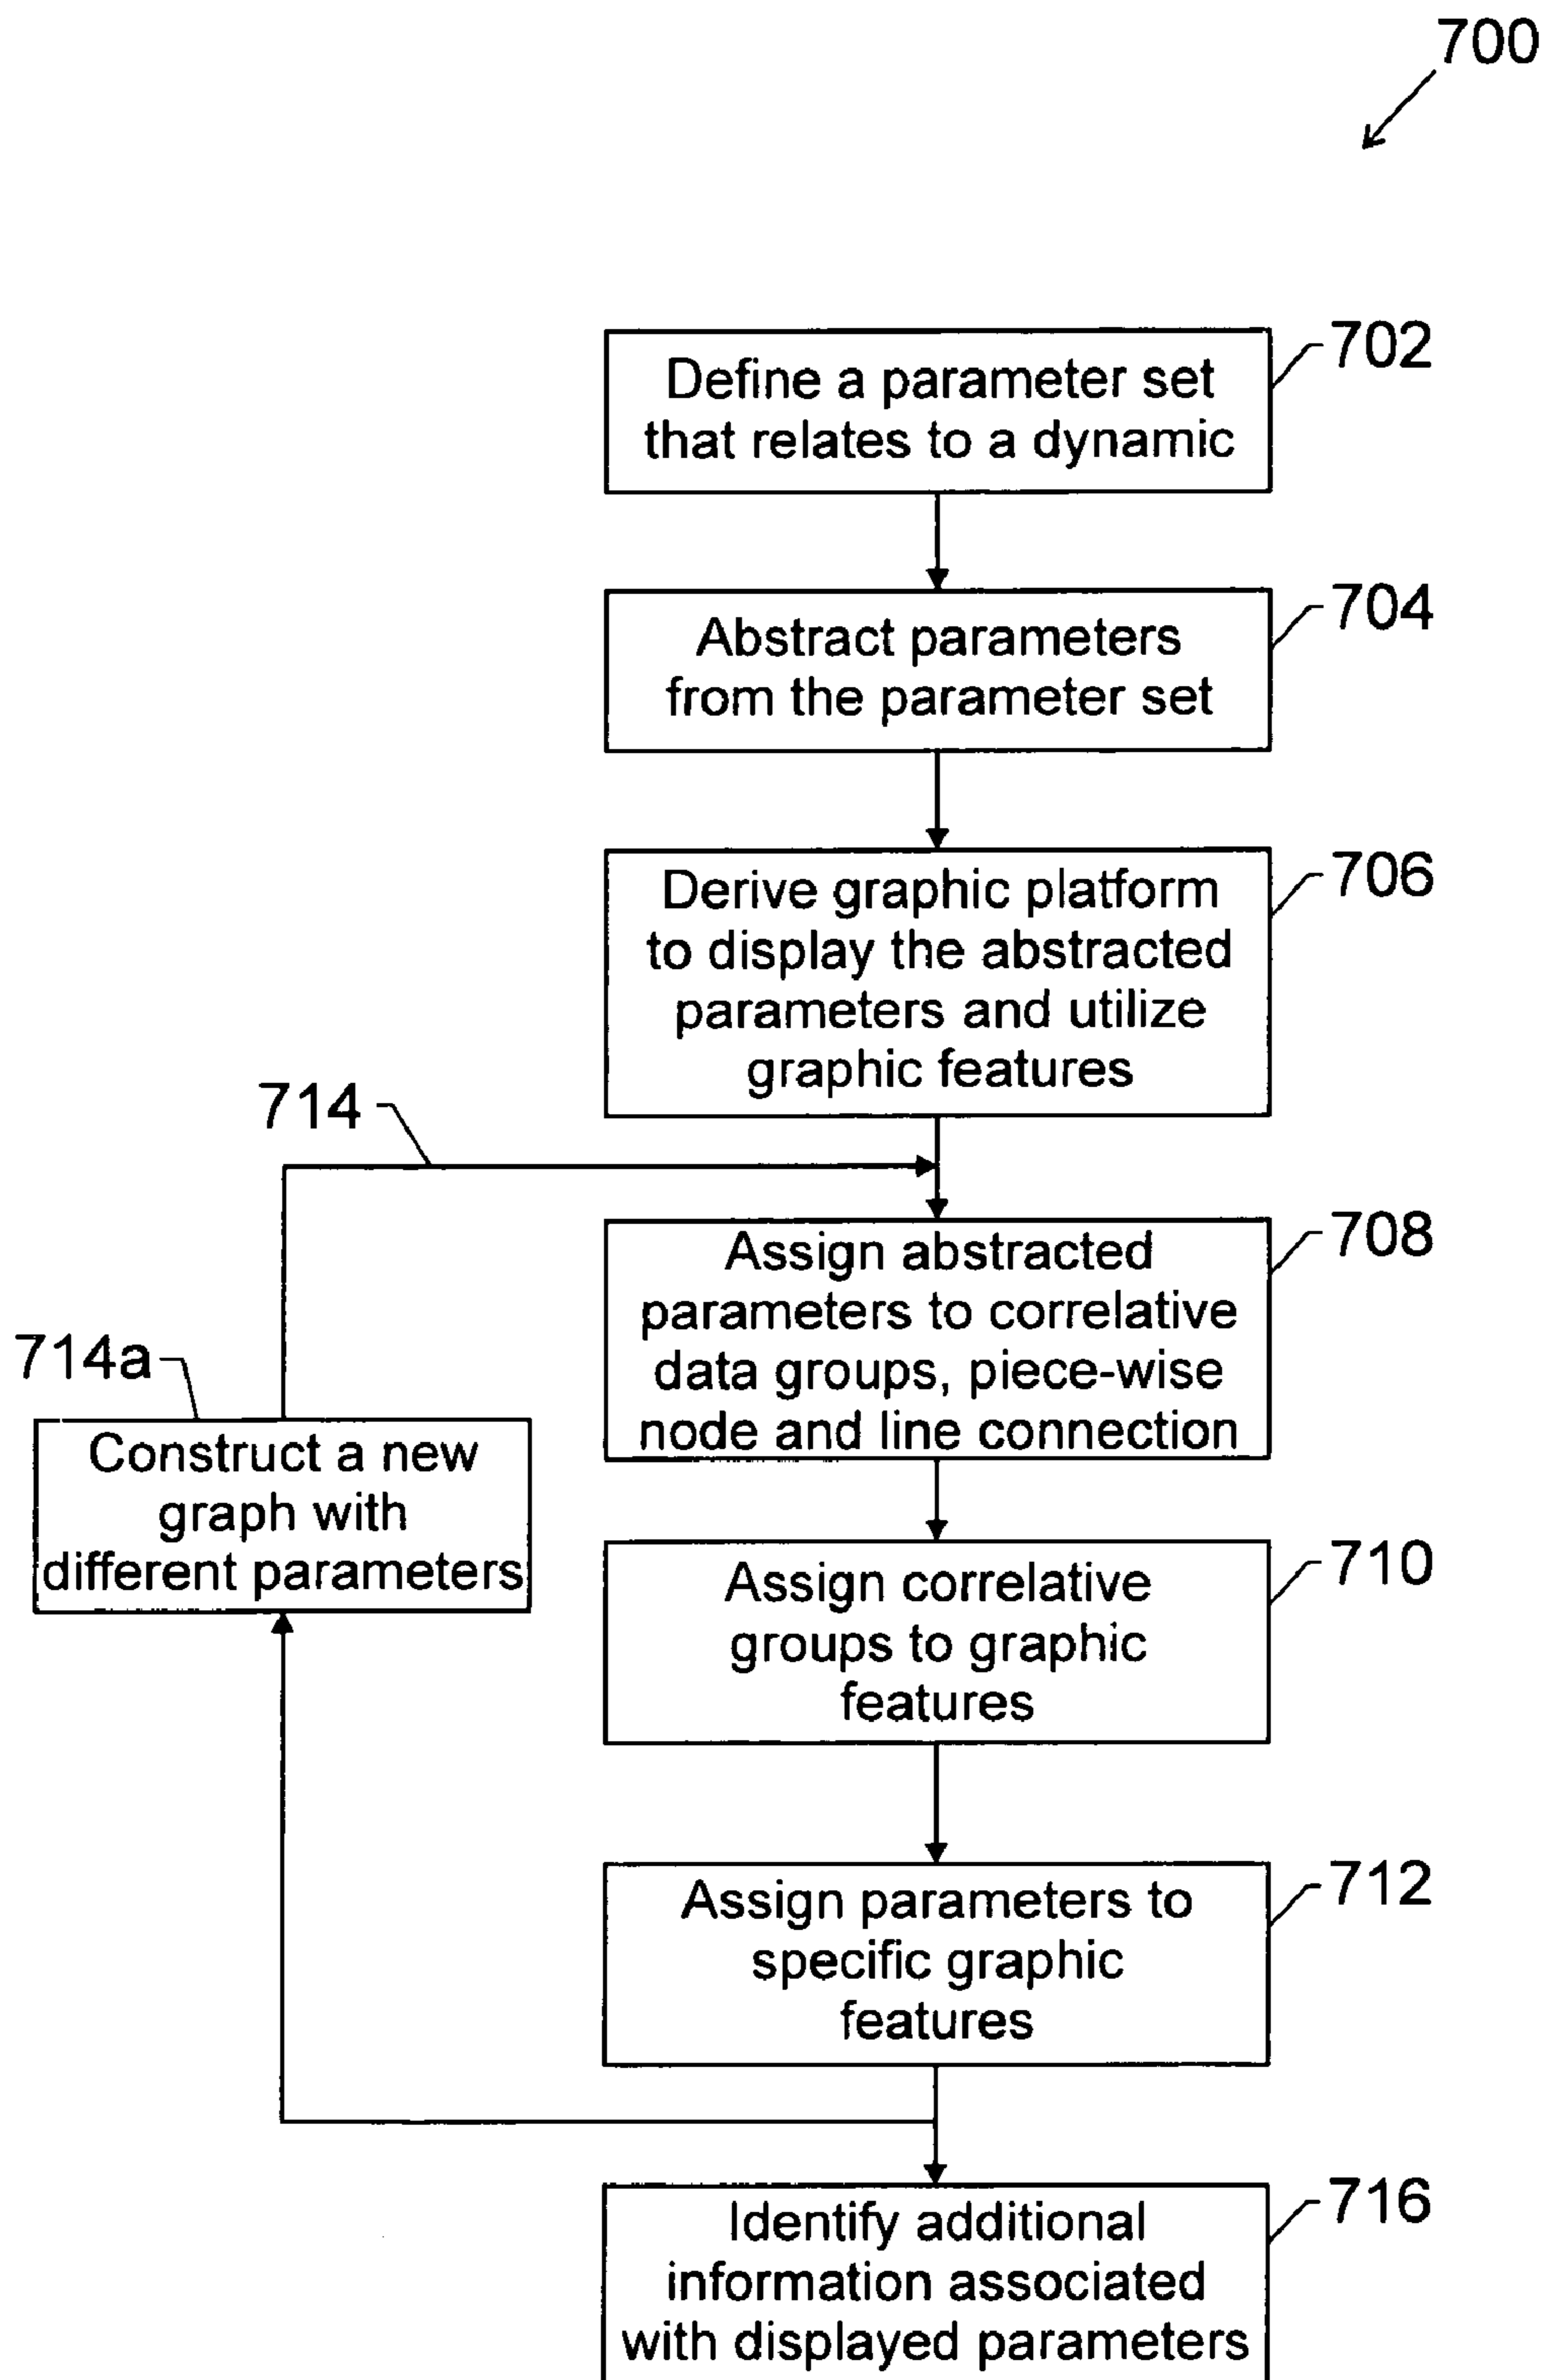 700
702
Define a parameter set
that relates to a dynamic
704
Abstract parameters
from the parameter set
706
Derive graphic platform
to display the abstracted
parameters and utilize
graphic features
714
708
Assign abstracted
parameters to correlative
data groups, piece-wise
node and line connection
714a
Construct a new
graph with
different parameters
710
Assign correlative
groups to graphic
features
712
Assign parameters to
specific graphic
features
716
Identify additional
information associated
with displayed parameters